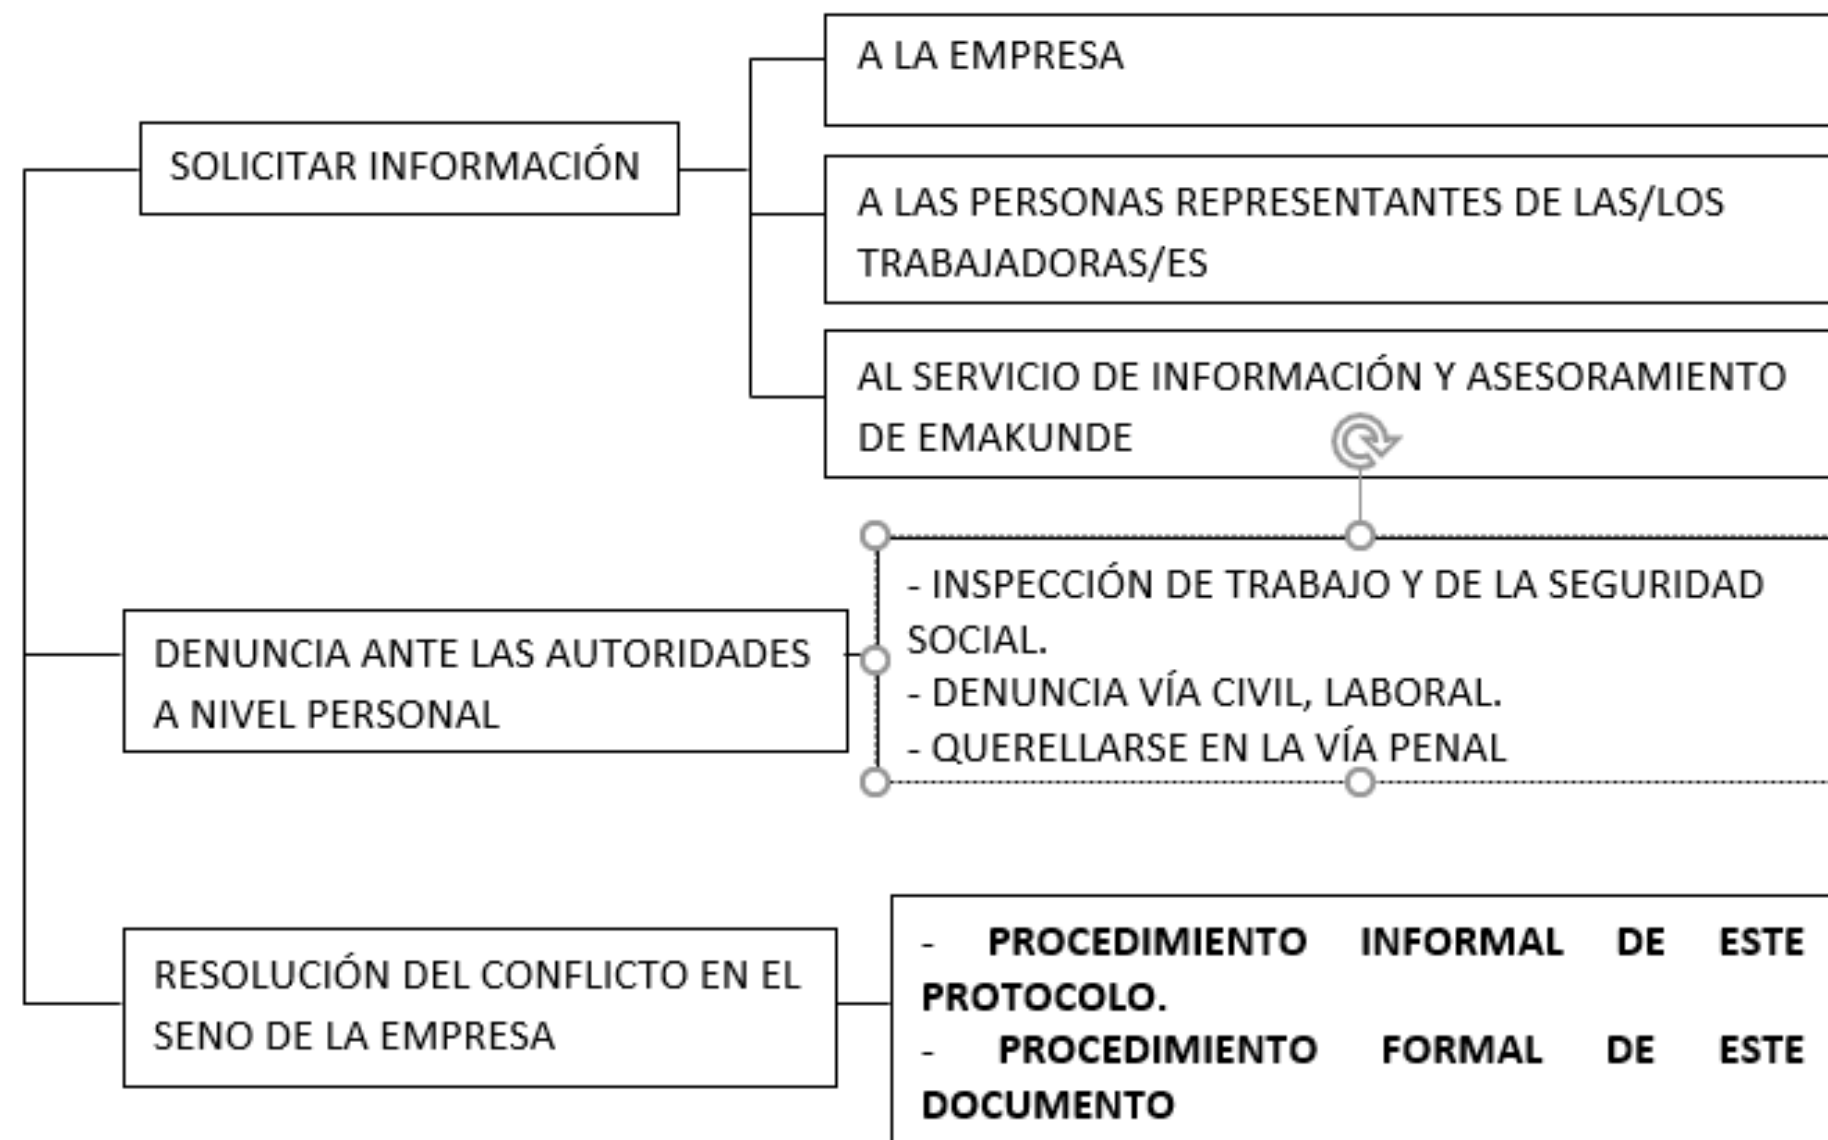 SOLICITAR INFORMACIÓN
A LA EMPRESA
A LAS PERSONAS REPRESENTANTES DE LAS/LOS
TRABAJADORAS/ES
AL SERVICIO DE INFORMACIÓN Y ASESORAMIENTO
DE EMAKUNDE
DENUNCIA ANTE LAS AUTORIDADES
A NIVEL PERSONAL
- INSPECCIÓN DE TRABAJO Y DE LA SEGURIDAD
SOCIAL.
- DENUNCIA VÍA CIVIL, LABORAL.
- QUERELLARSE EN LA VÍA PENAL
RESOLUCIÓN DEL CONFLICTO EN EL
SENO DE LA EMPRESA
- PROCEDIMIENTO INFORMAL DE ESTE
PROTOCOLO.
- PROCEDIMIENTO FORMAL DE ESTE
DOCUMENTO